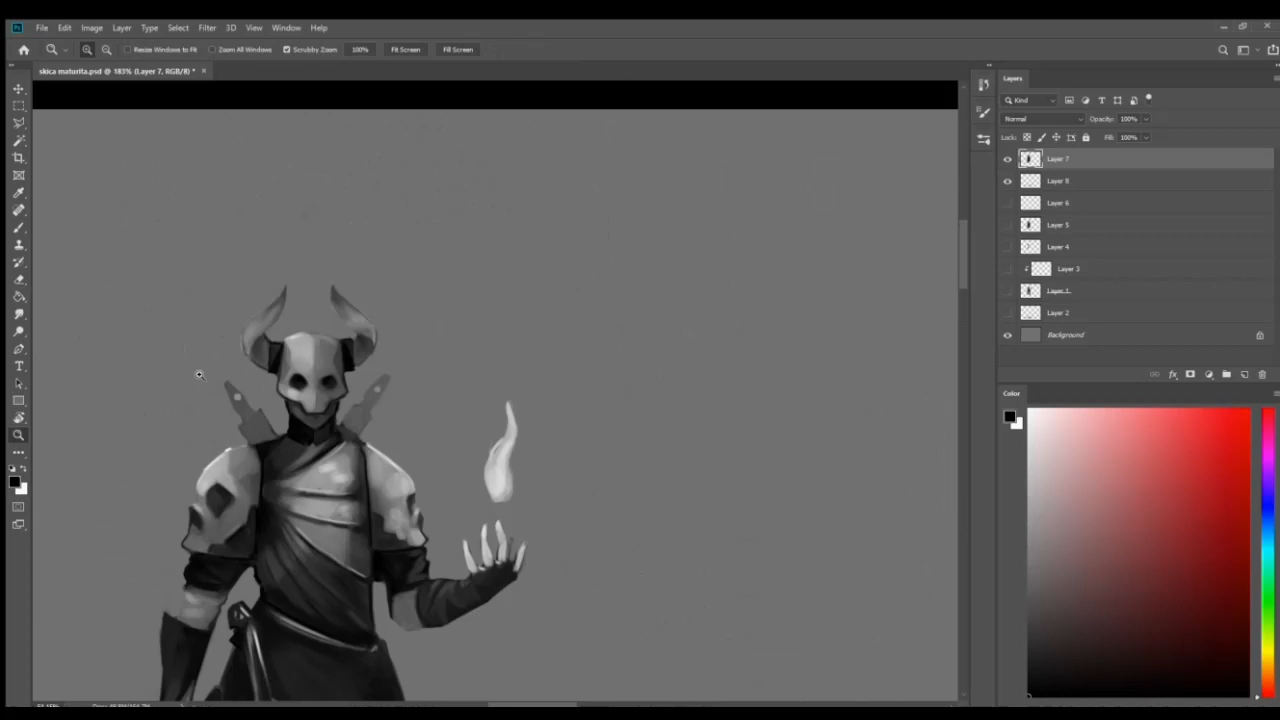 Ps File Edit Image Layer Type Select Filter 3D View Window Help
Resize Windows to Fit Zoom All Windows Scrubby Zoom 100% Fit Screen Fill Screen
skica maturita.psd @ 183% (Layer 7, RGB/8) * ×
Layers
Kind
Normal Opacity: 100%
Lock: Fill: 100%
Layer 7
Layer 8
Layer 6
Layer 5
Layer 4
Layer 3
Layer 1
Layer 2
Background
fx
Color
T